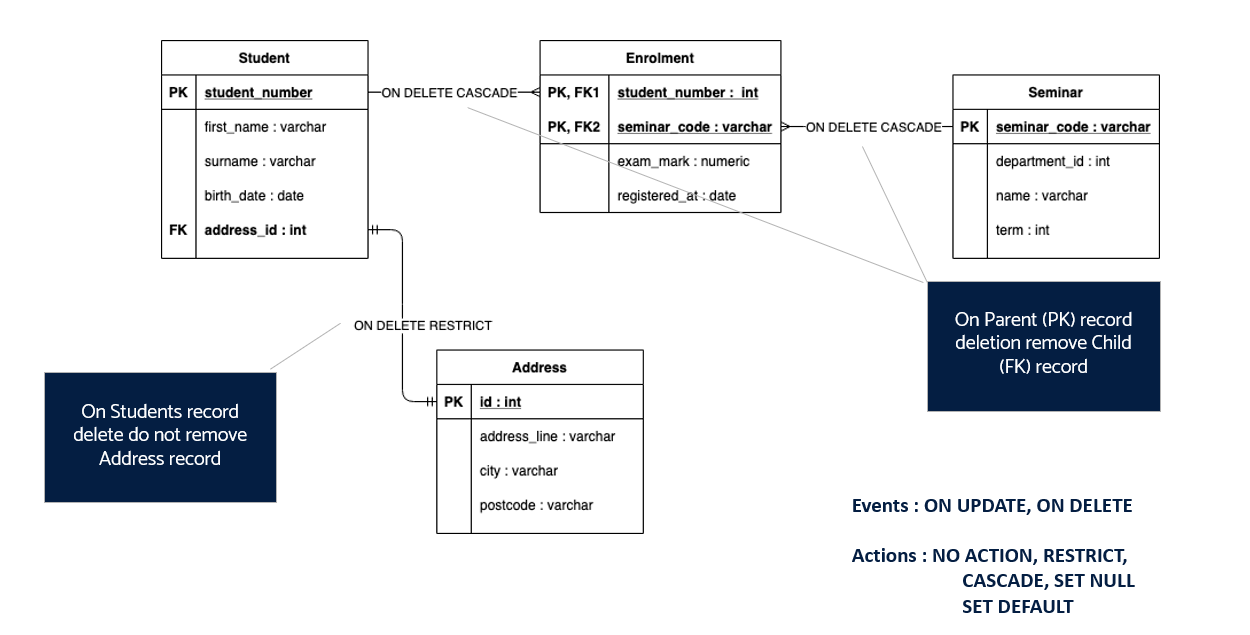 Student
PK student_number
first_name : varchar
surname : varchar
birth_date : date
FK address_id : int
ON DELETE CASCADE
Enrolment
PK, FK1 student_number : int
PK, FK2 seminar_code : varchar
exam_mark : numeric
registered_at : date
ON DELETE CASCADE
Seminar
PK seminar_code : varchar
department_id : int
name : varchar
term : int
ON DELETE RESTRICT
Address
PK id : int
address_line : varchar
city : varchar
postcode : varchar
On Students record
delete do not remove
Address record
On Parent (PK) record
deletion remove Child
(FK) record
Events : ON UPDATE, ON DELETE
Actions : NO ACTION, RESTRICT,
CASCADE, SET NULL
SET DEFAULT